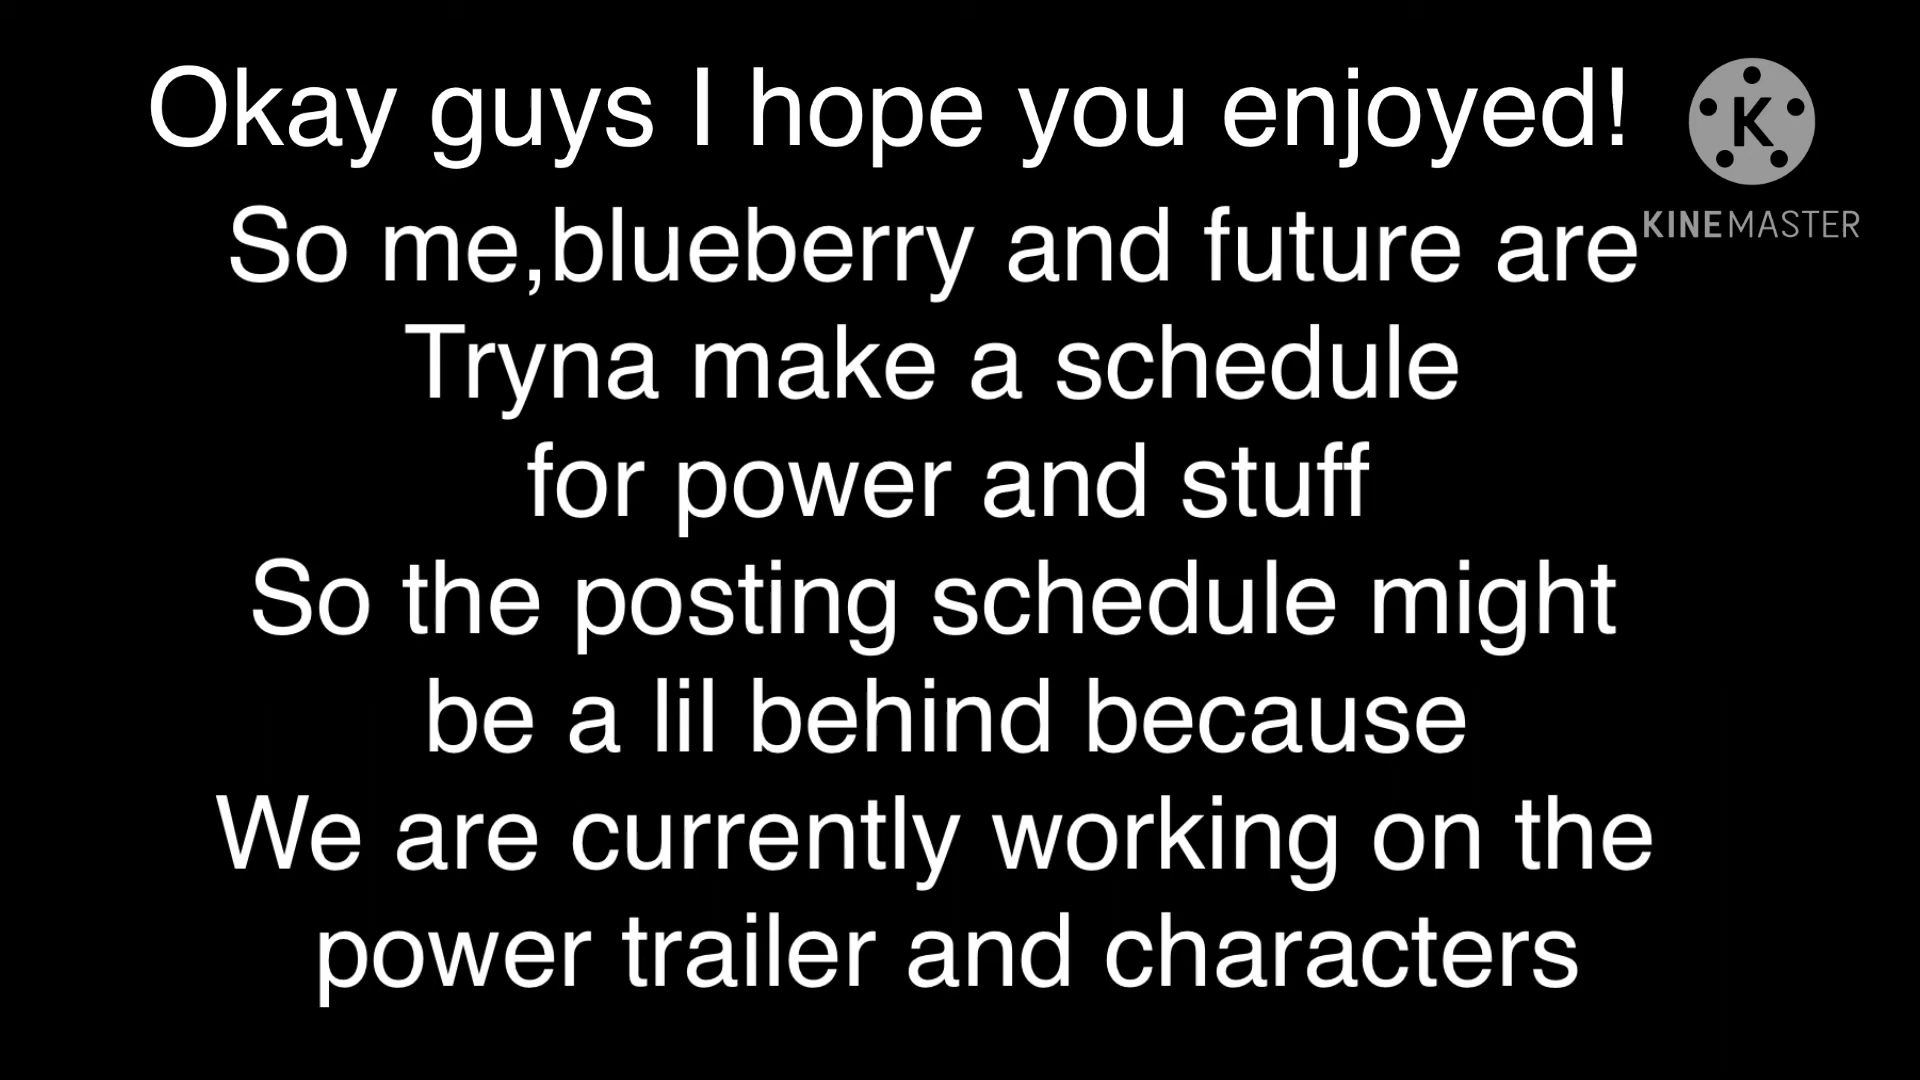 Okay guys I hope you enjoyed!
K
KINEMASTER
So me,blueberry and future are
Tryna make a schedule
for power and stuff
So the posting schedule might
be a lil behind because
We are currently working on the
power trailer and characters